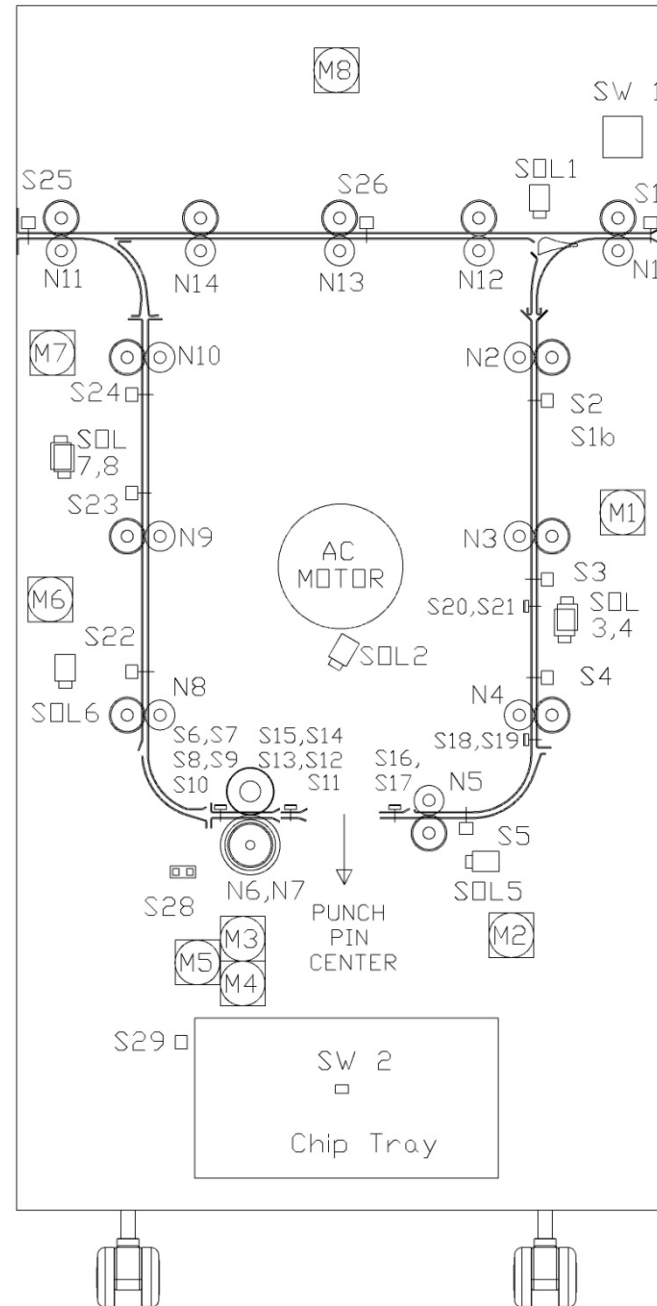 M8
SW 1
SOL1
S25
S26
S1
N11
N14
N13
N12
N1
M7
N10
N2
S24
S2
S1b
SOL
7,8
S23
M1
N9
N3
AC
MOTOR
S3
M6
S20,S21
SOL
3,4
S22
SOL2
S4
SOL6
N8
N4
S6,S7
S8,S9
S10
S15,S14
S13,S12
S11
S16,
S17
S18,S19
N5
S5
SOL5
N6,N7
S28
PUNCH
PIN
CENTER
M3
M5
M4
M2
S29
SW 2
Chip Tray